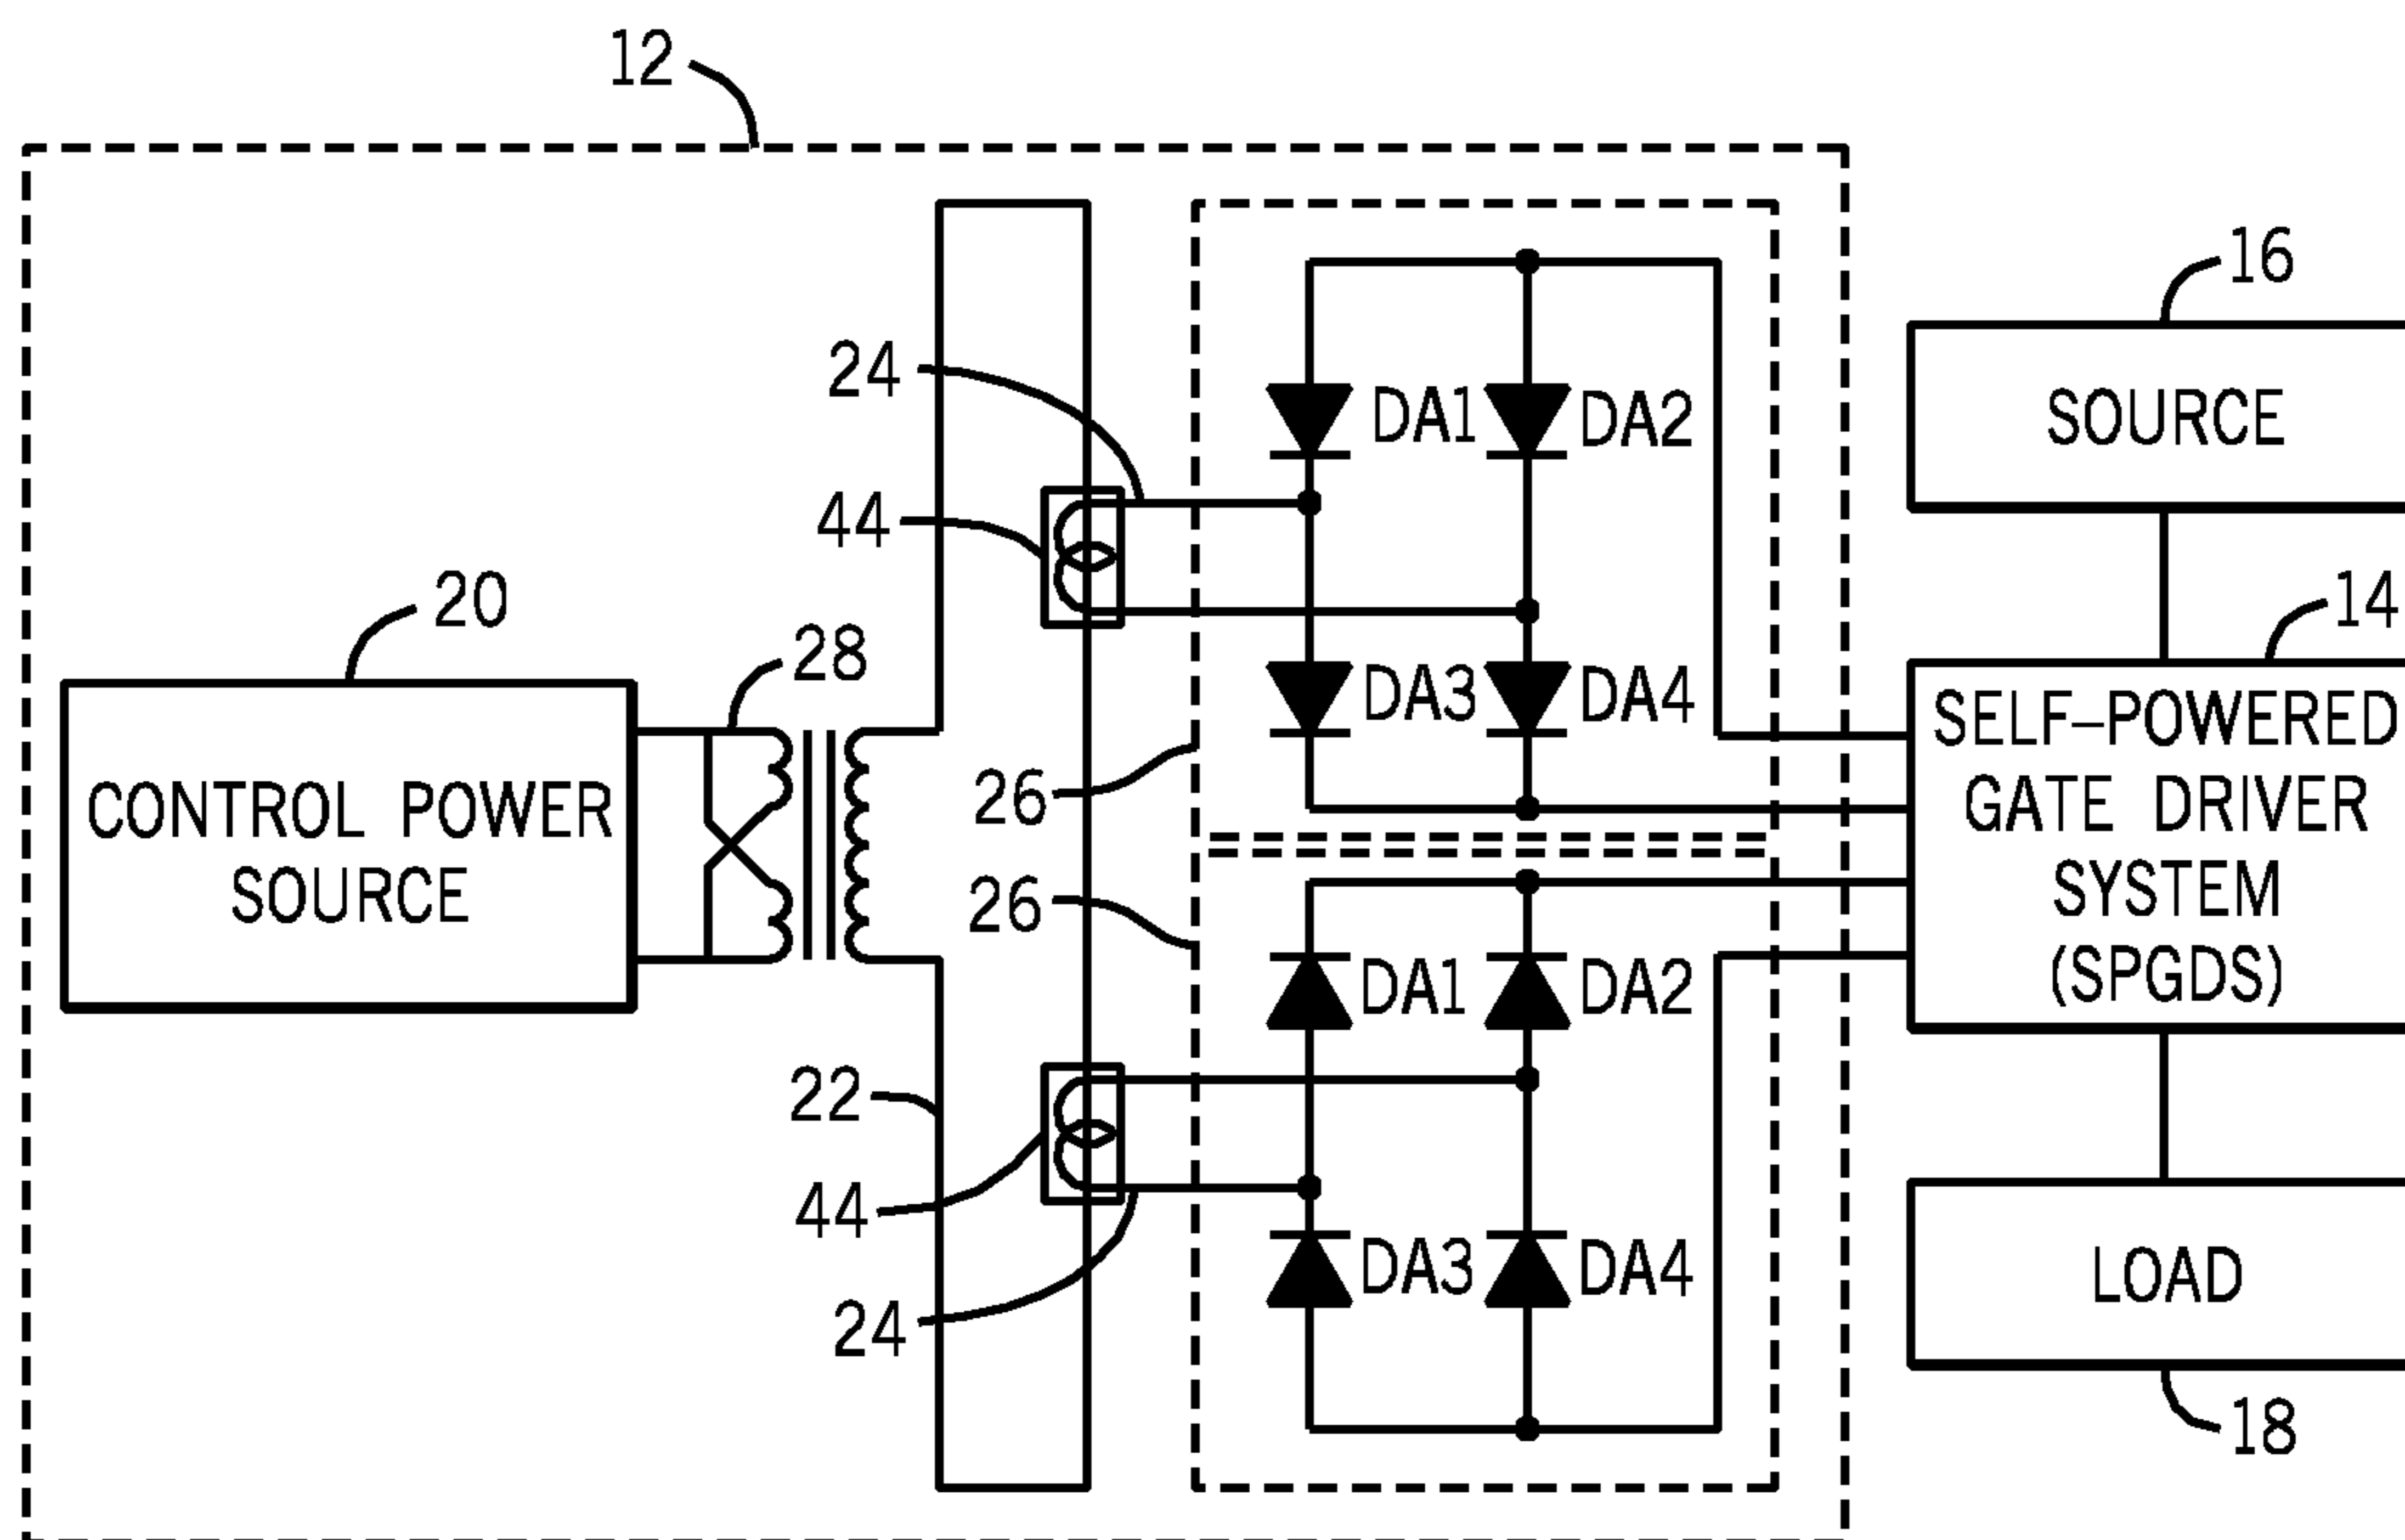 12
16
24
DA1
DA2
SOURCE
44
14
20
28
DA3
DA4
SELF-POWERED
GATE DRIVER
SYSTEM
(SPGDS)
CONTROL POWER
SOURCE
26
26
DA1
DA2
22
44
DA3
DA4
LOAD
24
18